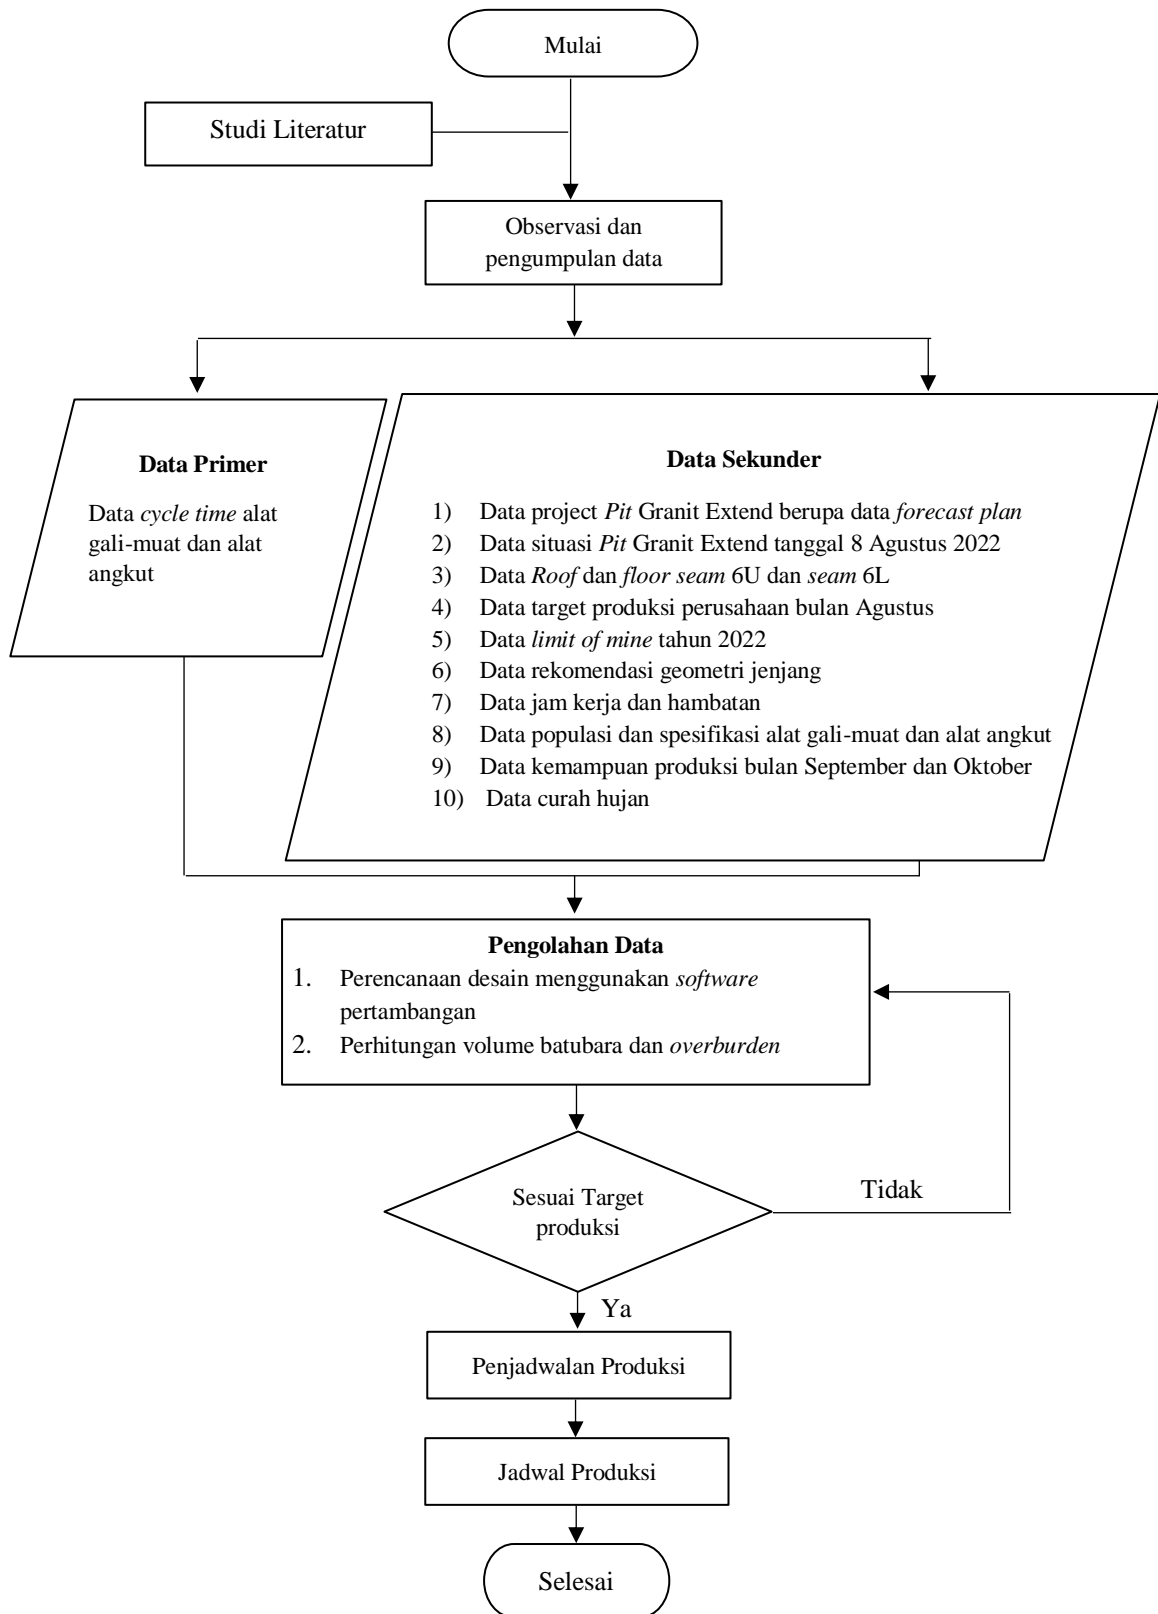 Mulai
Studi Literatur
Observasi dan
pengumpulan data
Data Primer
Data cycle time alat
gali-muat dan alat
angkut
Data Sekunder
1) Data project Pit Granit Extend berupa data forecast plan
2) Data situasi Pit Granit Extend tanggal 8 Agustus 2022
3) Data Roof dan floor seam 6U dan seam 6L
4) Data target produksi perusahaan bulan Agustus
5) Data limit of mine tahun 2022
6) Data rekomendasi geometri jenjang
7) Data jam kerja dan hambatan
8) Data populasi dan spesifikasi alat gali-muat dan alat angkut
9) Data kemampuan produksi bulan September dan Oktober
10) Data curah hujan
Pengolahan Data
1. Perencanaan desain menggunakan software
pertambangan
2. Perhitungan volume batubara dan overburden
Sesuai Target
produksi
Tidak
Ya
Penjadwalan Produksi
Jadwal Produksi
Selesai